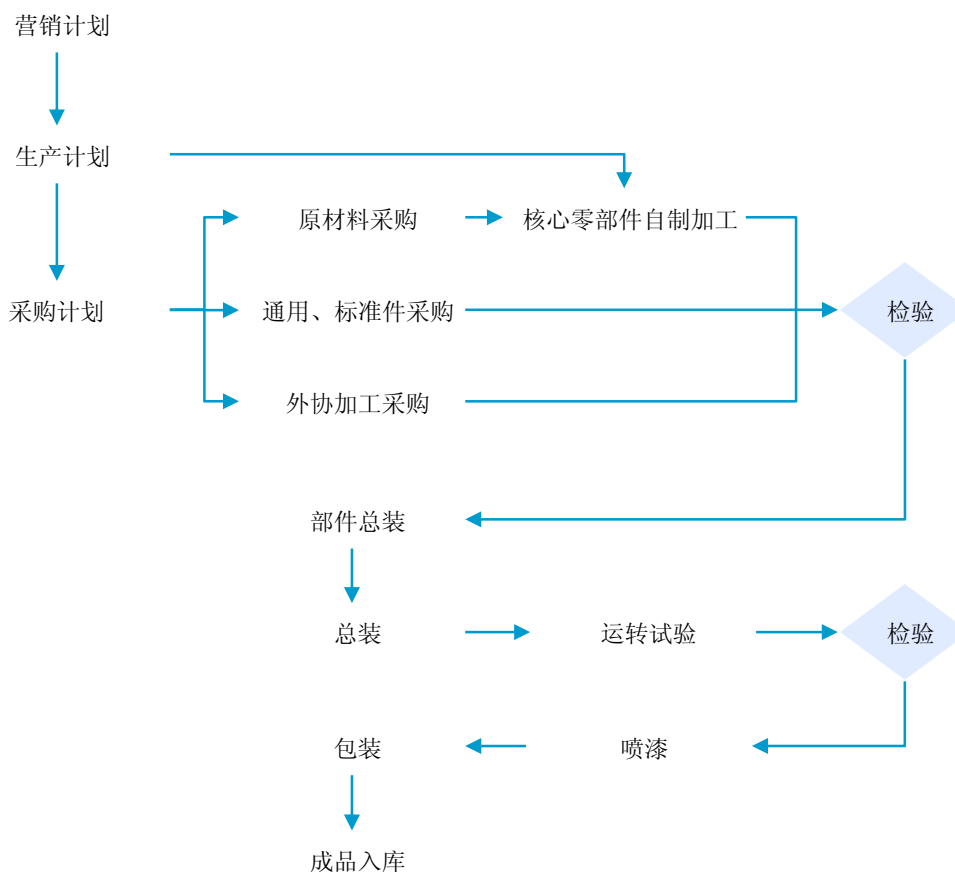 营销计划
生产计划
原材料采购
核心零部件自制加工
采购计划
通用、标准件采购
检验
外协加工采购
部件总装
总装
运转试验
检验
包装
喷漆
成品入库